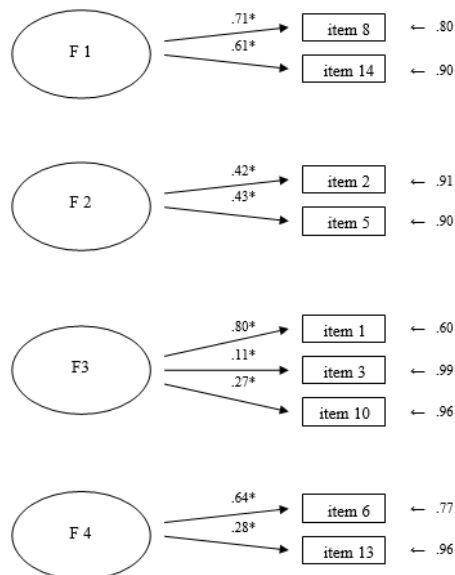 .71*
item 8
← .80
F 1
.61*
item 14
← .90
.42*
item 2
← .91
F 2
.43*
item 5
← .90
.80*
item 1
← .60
F3
.11*
item 3
← .99
.27*
item 10
← .96
.64*
item 6
← .77
F 4
.28*
item 13
← .96